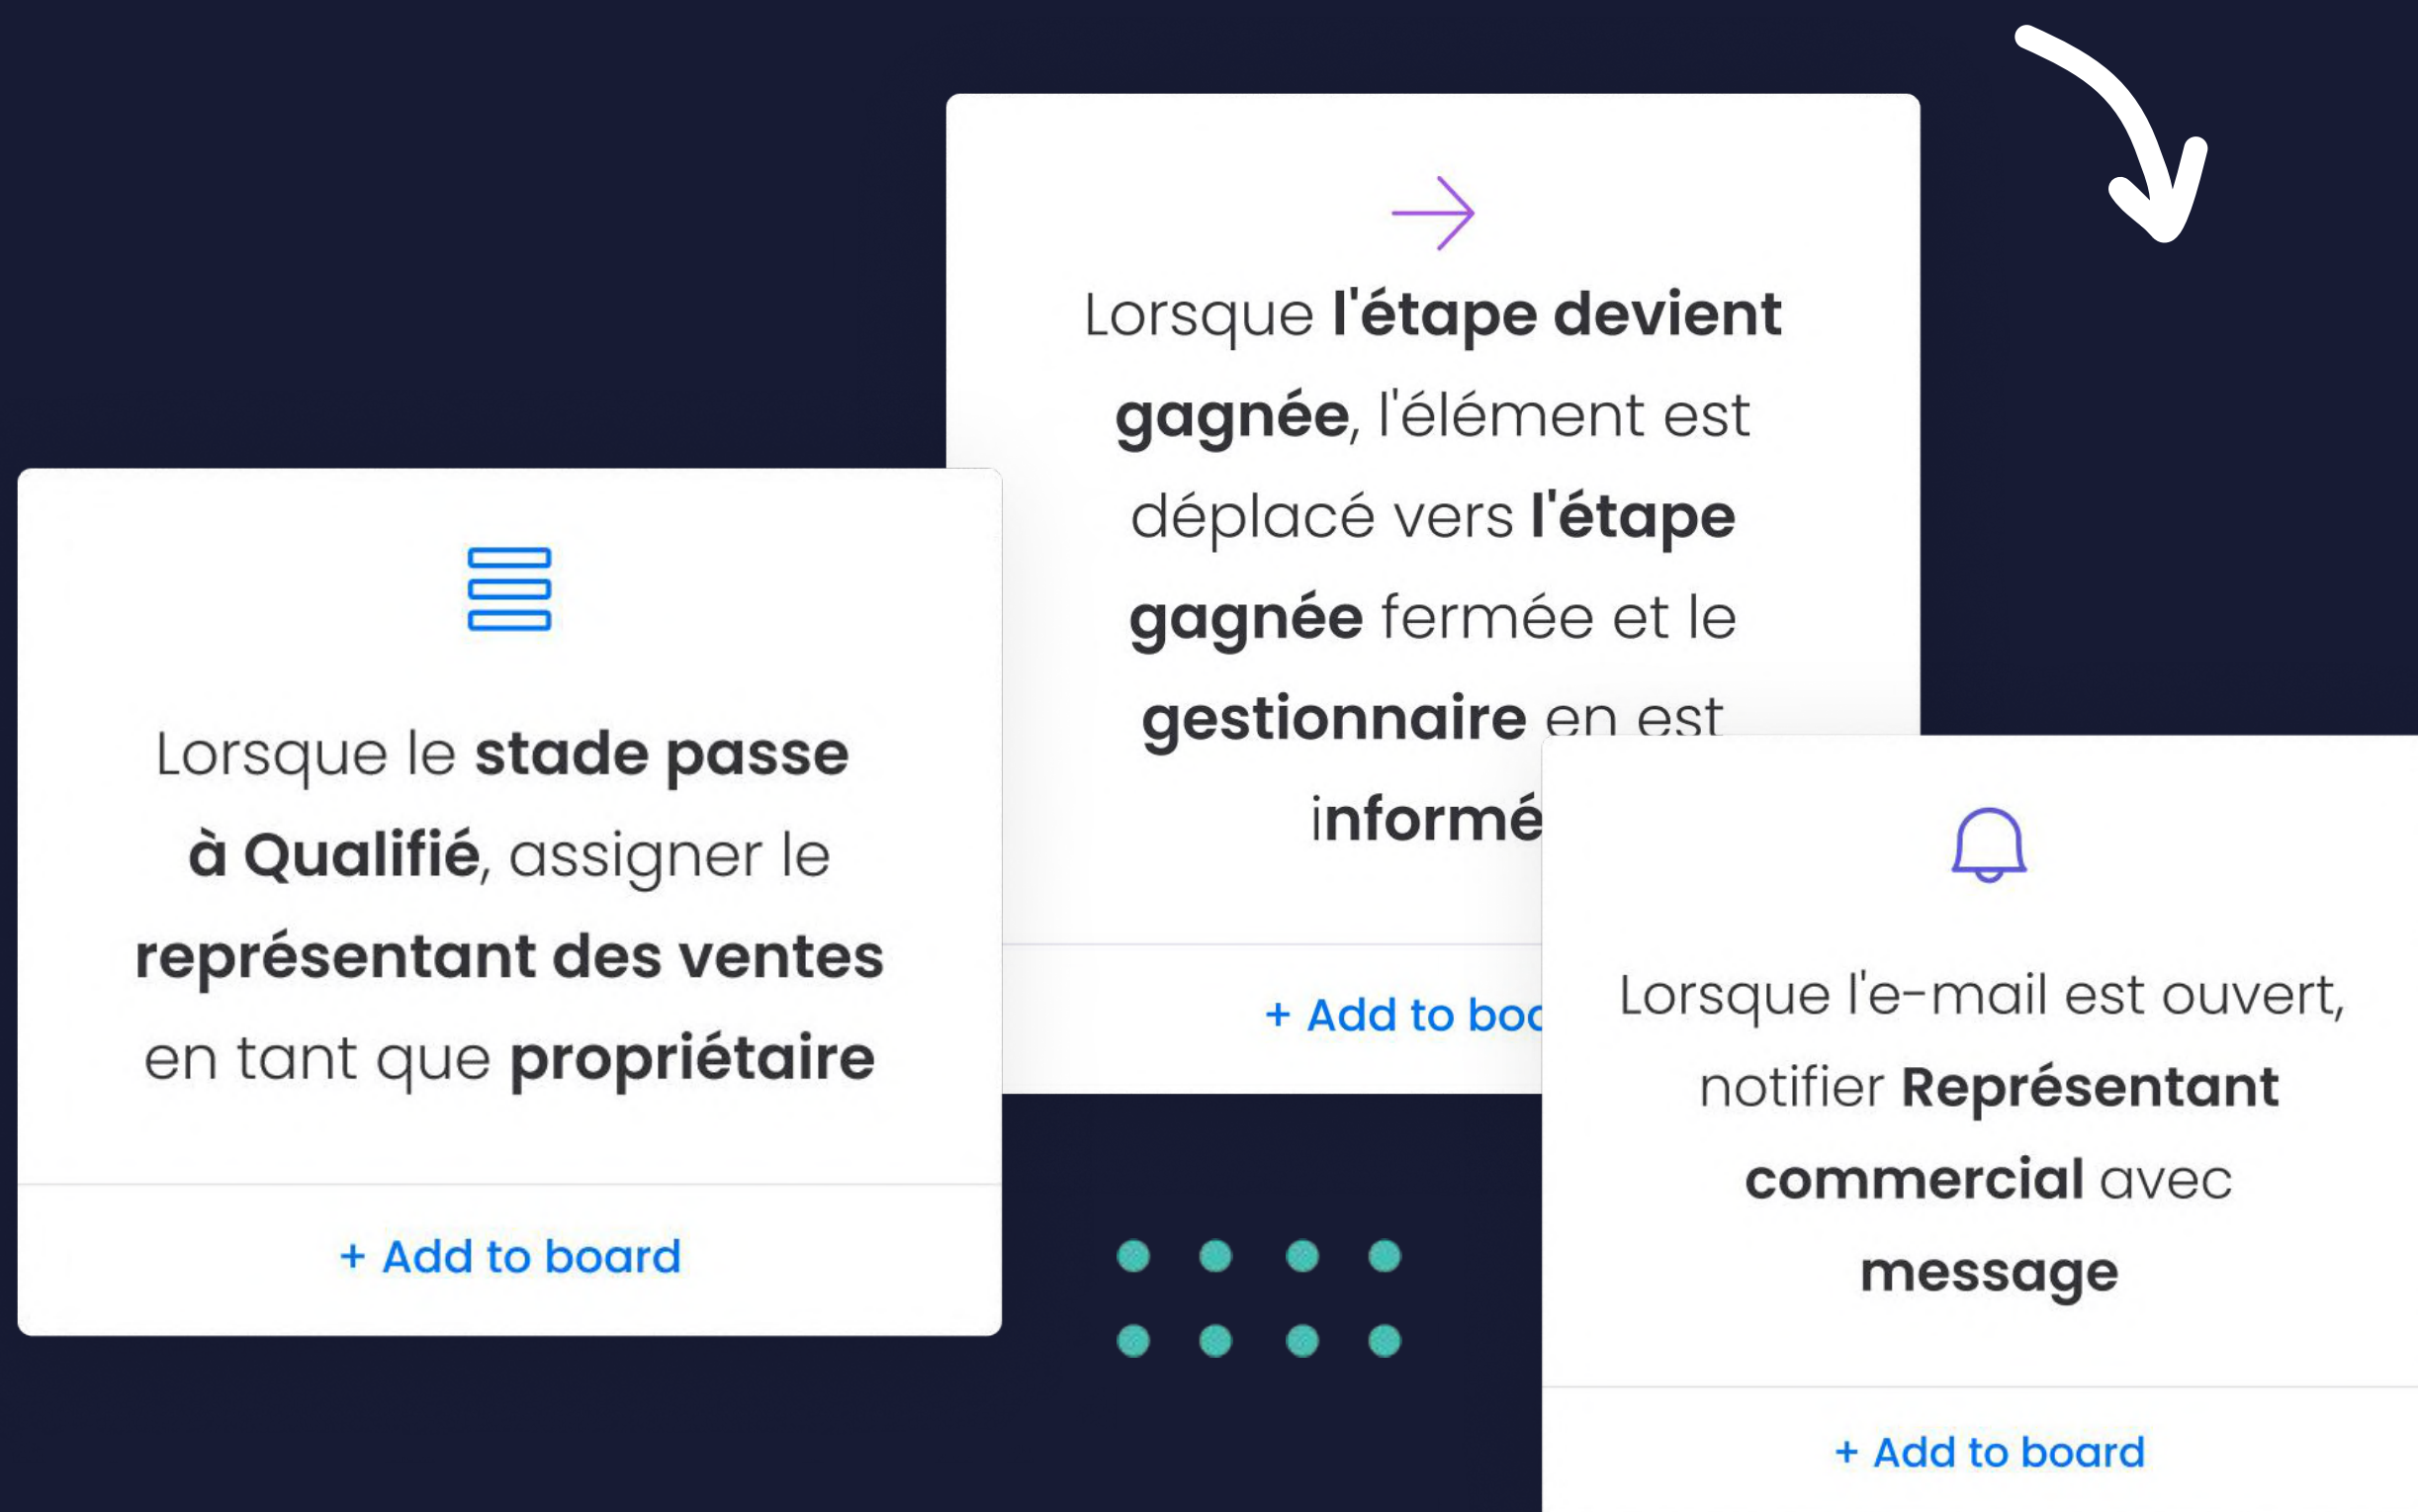 Lorsque l'étape devient
gagnée, l'élément est
déplacé vers l'étape
gagnée fermée et le
gestionnaire en est
informé
+ Add to boa
Lorsque le stade passe
à Qualifié, assigner le
représentant des ventes
en tant que propriétaire
+ Add to board
Lorsque l'e-mail est ouvert,
notifier Représentant
commercial avec
message
+ Add to board